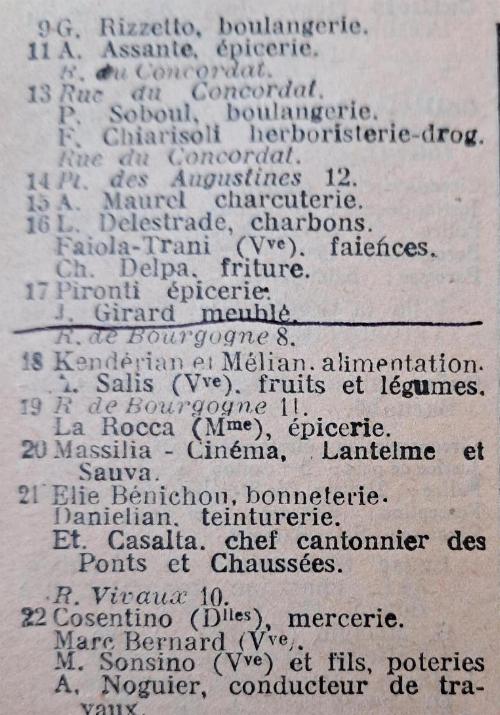 9 G. Rizzetto, boulangerie.
11 A. Assante, épicerie.
R. du Concordat.
13 Rue du Concordat.
P. Soboul, boulangerie.
F. Chiarisoli herboristerie-drog.
Rue du Concordat.
14 Pl. des Augustines 12.
15 A. Maurel charcuterie.
16 L. Delestrade, charbons.
Faiola-Trani (Vve). faiences.
Ch. Delpa, friture.
17 Pironti épicerie.
J. Girard meublé.
R. de Bourgogne 8.
18 Kendérian et Mélian. alimentation.
Salis (Vve). fruits et légumes.
19 R de Bourgogne 11.
La Rocca (Mme), épicerie.
20 Massilia - Cinéma, Lantelme et
Sauva.
21 Elie Bénichou, bonneterie.
Danielian. teinturerie.
Et. Casalta. chef cantonnier des
Ponts et Chaussées.
R. Vivaux 10.
22 Cosentino (Dlles), mercerie.
Marc Bernard (Vve).
M. Sonsino (Vve) et fils, poteries
A. Noguier, conducteur de tra-
vaux.